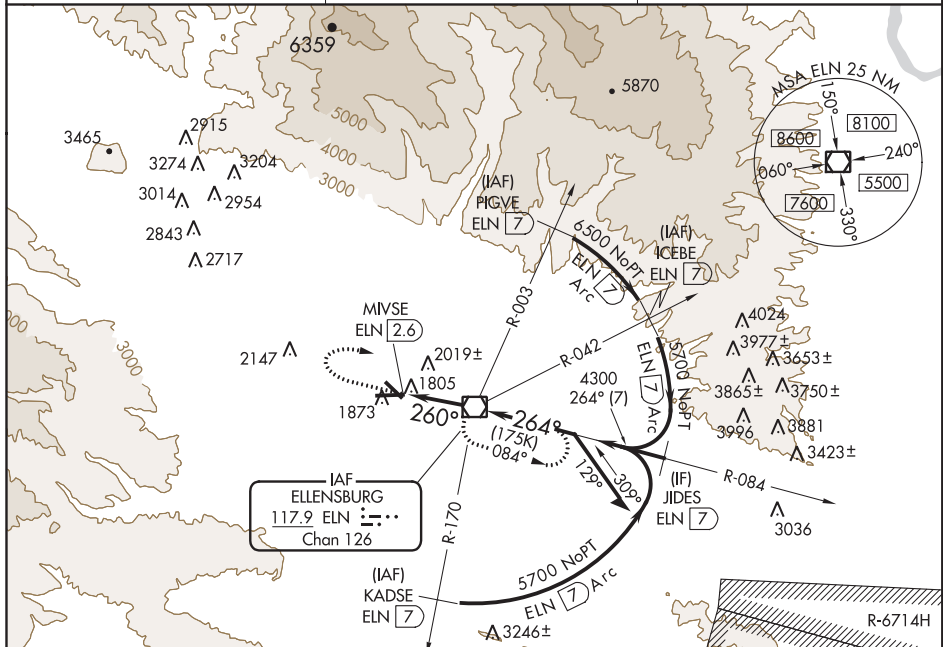 6359
5870
5000
4000
3000
3465
2915
3274
3204
3014
2954
2843
2717
MSA ELN 25 NM
150°
8600
8100
060°
240°
7600
5500
330°
(IAF)
PIGVE
ELN 7
6500 NoPT
ELN 7 Arc
(IAF)
ICEBE
ELN 7
R-003
R-042
MIVSE
ELN 2.6
2147
2019±
1805
1873
5700 NoPT
ELN 7 Arc
4024
3977±
3653±
3865±
3750±
3996
3881
3423±
3036
3000
4300
264° (7)
260°
264°
(175K)
084°
129°
309°
(IF)
JIDES
ELN 7
R-084
IAF
ELLENSBURG
117.9 ELN
Chan 126
R-170
(IAF)
KADSE
ELN 7
5700 NoPT
ELN 7 Arc
3246±
R-6714H